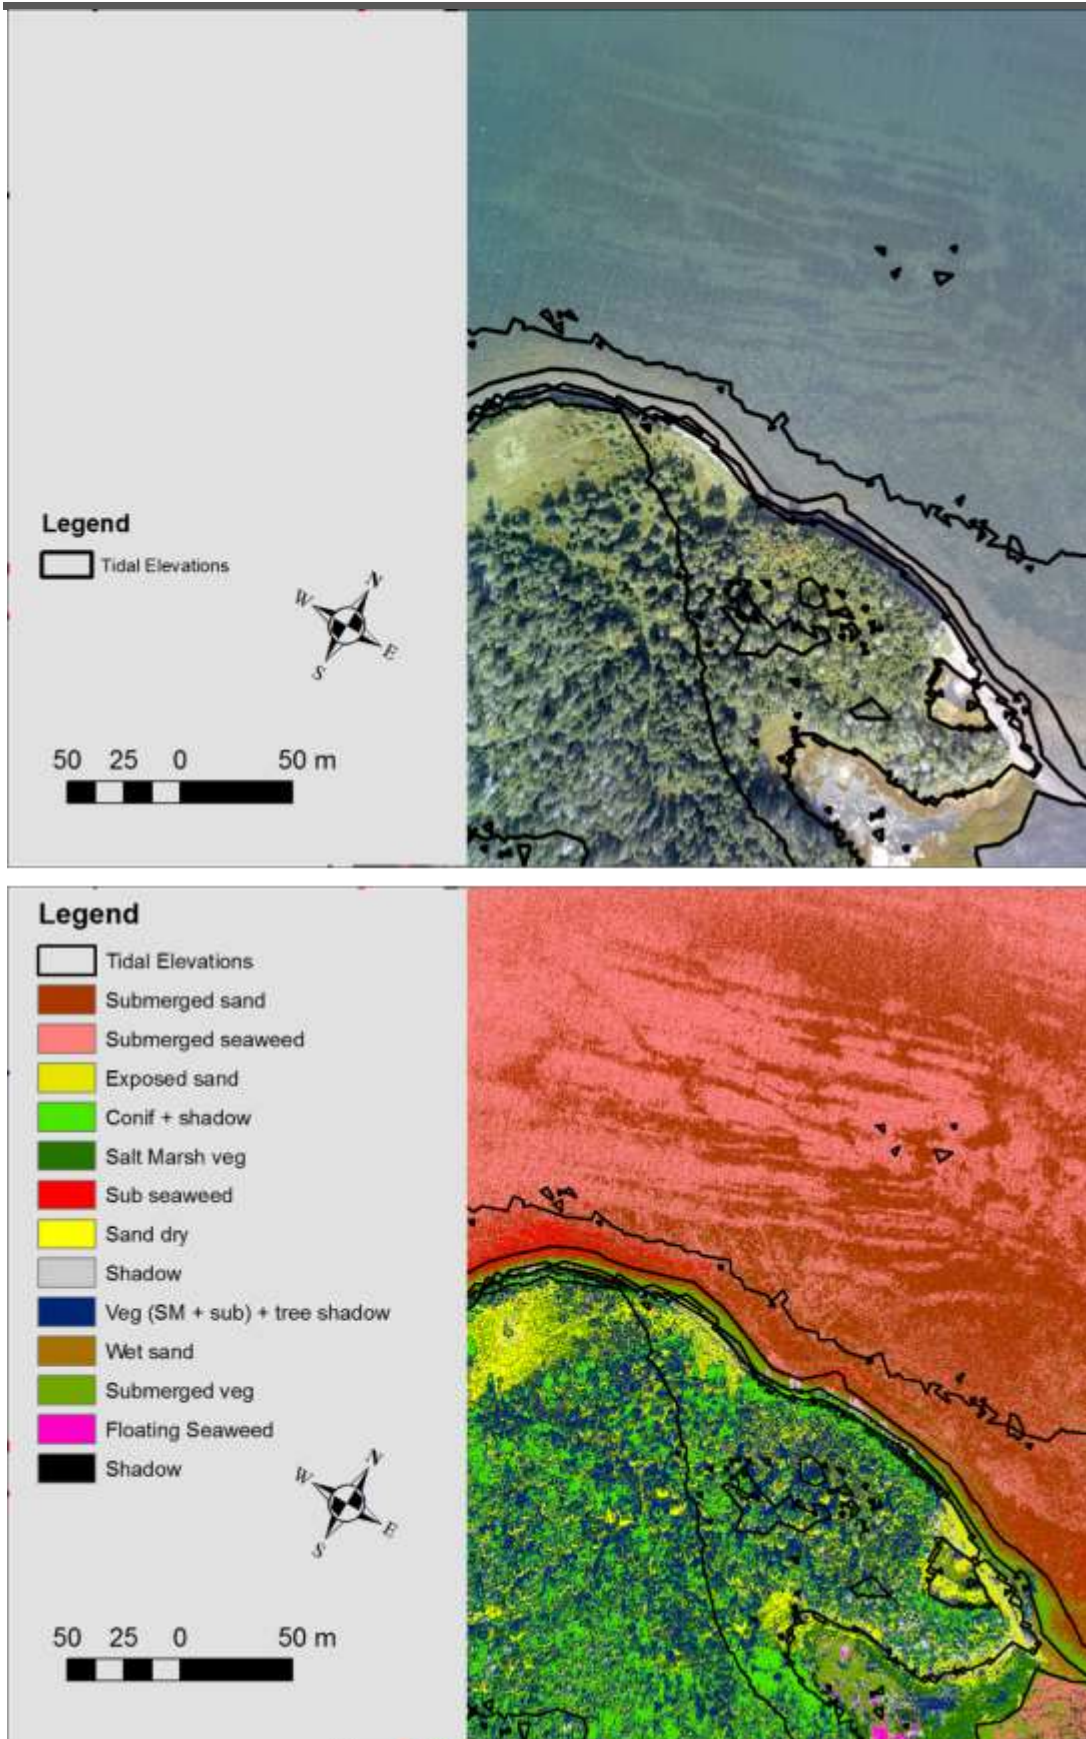 Legend
Tidal Elevations
N
W
E
S
50 25 0 50 m
Legend
Tidal Elevations
Submerged sand
Submerged seaweed
Exposed sand
Conif + shadow
Salt Marsh veg
Sub seaweed
Sand dry
Shadow
Veg (SM + sub) + tree shadow
Wet sand
Submerged veg
Floating Seaweed
Shadow
N
W
E
S
50 25 0 50 m